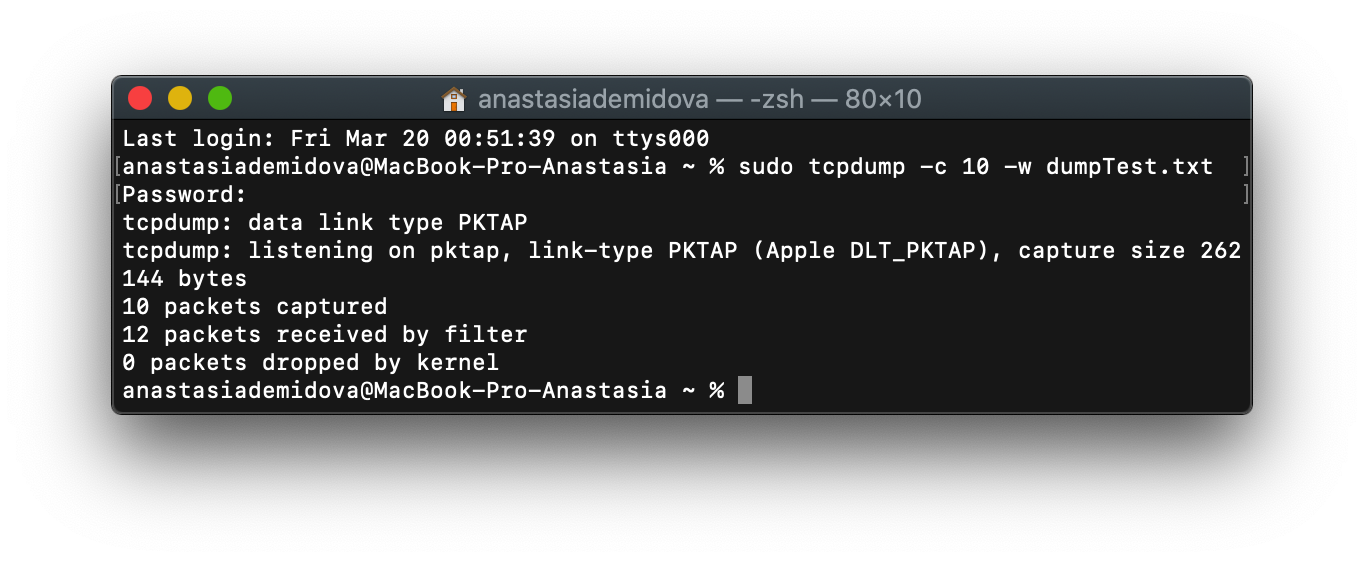 anastasiademidova — -zsh — 80×10
Last login: Fri Mar 20 00:51:39 on ttys000
[anastasiademidova@MacBook-Pro-Anastasia ~ % sudo tcpdump -c 10 -w dumpTest.txt ]
[Password: ]
tcpdump: data link type PKTAP
tcpdump: listening on pktap, link-type PKTAP (Apple DLT_PKTAP), capture size 262
144 bytes
10 packets captured
12 packets received by filter
0 packets dropped by kernel
anastasiademidova@MacBook-Pro-Anastasia ~ %